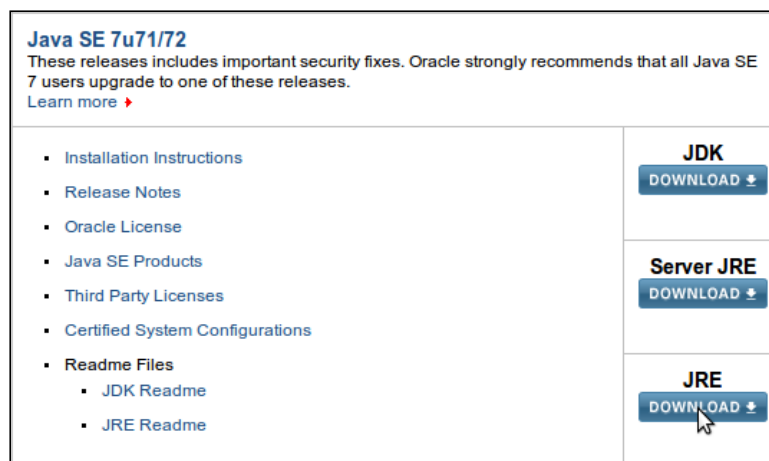 Java SE 7u71/72
These releases includes important security fixes. Oracle strongly recommends that all Java SE
7 users upgrade to one of these releases.
Learn more
Installation Instructions
Release Notes
Oracle License
Java SE Products
Third Party Licenses
Certified System Configurations
Readme Files
JDK Readme
JRE Readme
JDK
DOWNLOAD
Server JRE
DOWNLOAD
JRE
DOWNLOAD